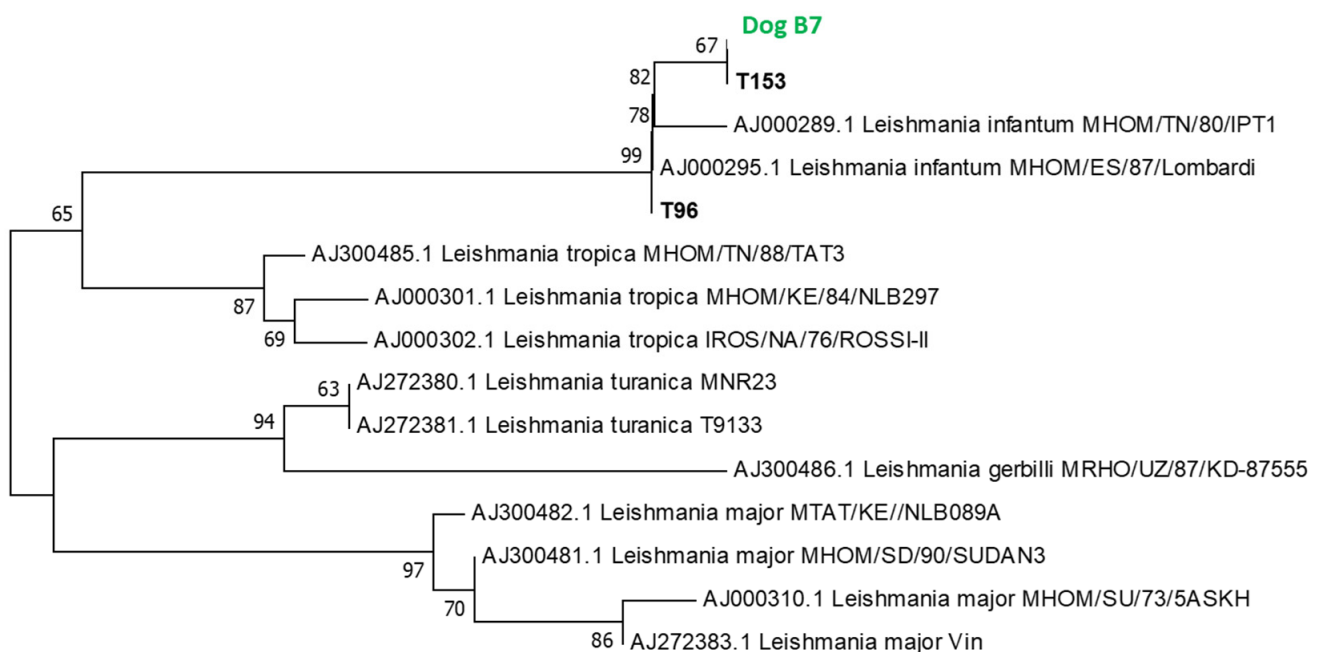 Dog B7
67
T153
82
78
AJ000289.1 Leishmania infantum MHOM/TN/80/IPT1
99
AJ000295.1 Leishmania infantum MHOM/ES/87/Lombardi
T96
65
AJ300485.1 Leishmania tropica MHOM/TN/88/TAT3
87
AJ000301.1 Leishmania tropica MHOM/KE/84/NLB297
69
AJ000302.1 Leishmania tropica IROS/NA/76/ROSSI-II
63
AJ272380.1 Leishmania turanica MNR23
94
AJ272381.1 Leishmania turanica T9133
AJ300486.1 Leishmania gerbilli MRHO/UZ/87/KD-87555
AJ300482.1 Leishmania major MTAT/KE//NLB089A
97
AJ300481.1 Leishmania major MHOM/SD/90/SUDAN3
70
AJ000310.1 Leishmania major MHOM/SU/73/5ASKH
86
AJ272383.1 Leishmania major Vin